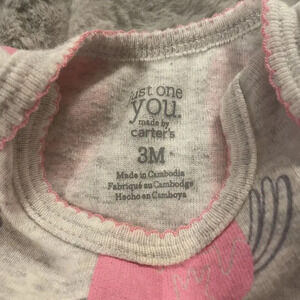 just one
you.
made by
carter's
3M
Made in Cambodia
Fabriqué au Cambodge
Hecho en Camboya